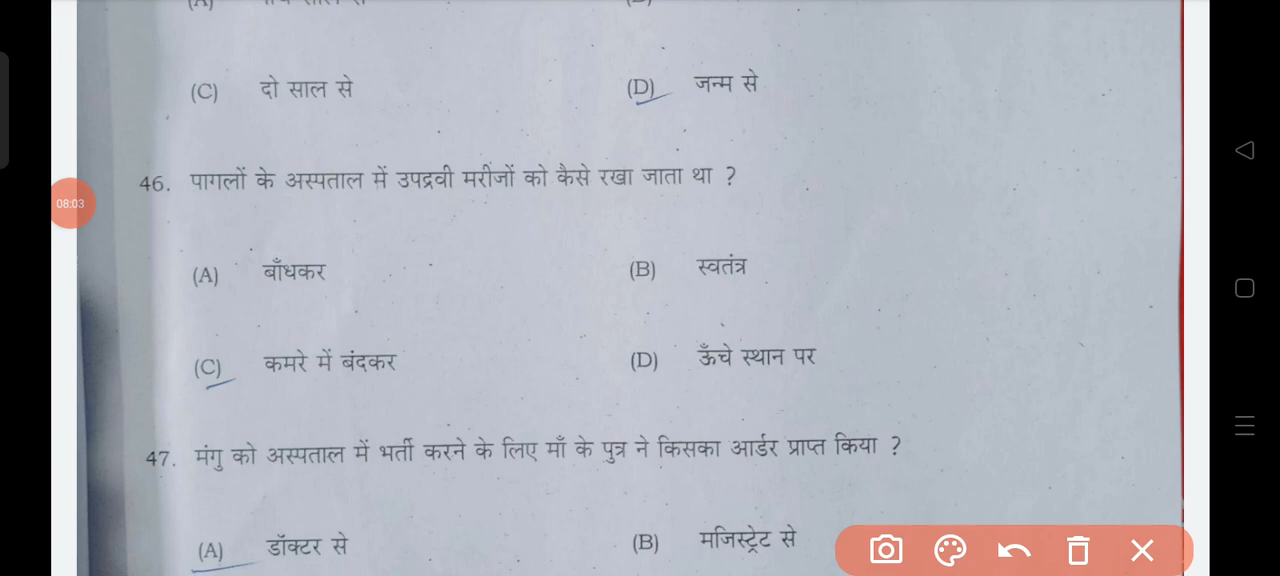 (C) दो साल से (D) जन्म से
46. पागलों के अस्पताल में उपद्रवी मरीजों को कैसे रखा जाता था ?
08:03
(A) बाँधकर (B) स्वतंत्र
(C) कमरे में बंदकर (D) ऊँचे स्थान पर
47. मंगु को अस्पताल में भर्ती करने के लिए माँ के पुत्र ने किसका आर्डर प्राप्त किया ?
(A) डॉक्टर से (B) मजिस्ट्रेट से